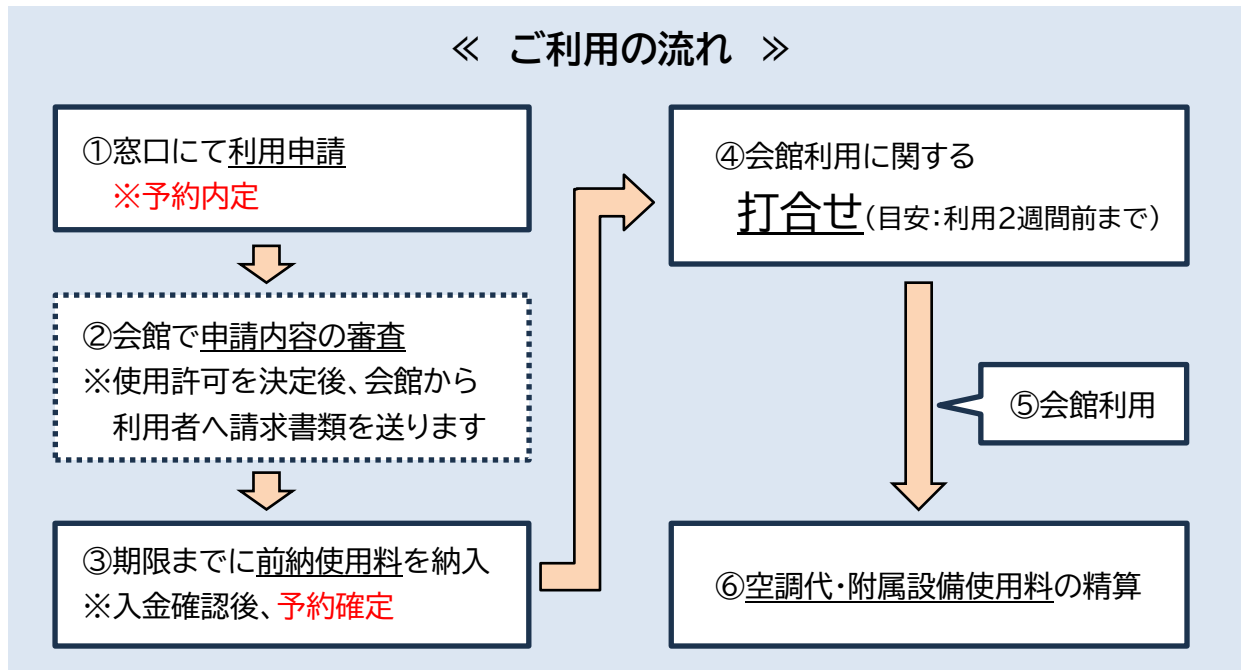 ≪ ご利用の流れ ≫
①窓口にて利用申請
※予約内定
②会館で申請内容の審査
※使用許可を決定後、会館から
利用者へ請求書類を送ります
③期限までに前納使用料を納入
※入金確認後、予約確定
④会館利用に関する
打合せ(目安:利用2週間前まで)
⑤会館利用
⑥空調代・附属設備使用料の精算